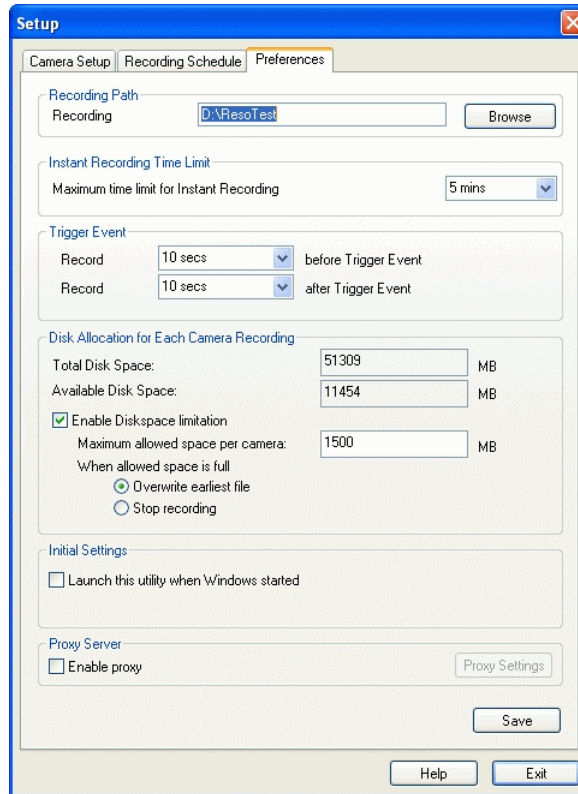 Setup
Camera Setup Recording Schedule Preferences
Recording Path
Recording D:\ResoTest Browse
Instant Recording Time Limit
Maximum time limit for Instant Recording 5 mins
Trigger Event
Record 10 secs before Trigger Event
Record 10 secs after Trigger Event
Disk Allocation for Each Camera Recording
Total Disk Space: 51309 MB
Available Disk Space: 11454 MB
Enable Diskspace limitation
Maximum allowed space per camera: 1500 MB
When allowed space is full
Overwrite earliest file
Stop recording
Initial Settings
Launch this utility when Windows started
Proxy Server
Enable proxy Proxy Settings
Save
Help Exit